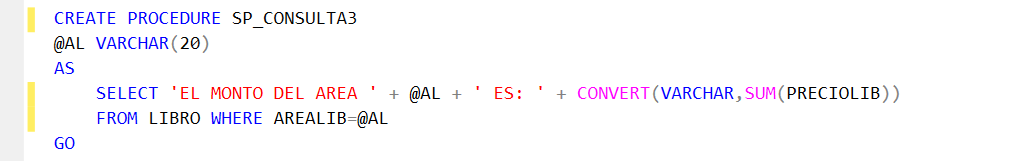 CREATE PROCEDURE SP_CONSULTA3
@AL VARCHAR(20)
AS
SELECT 'EL MONTO DEL AREA ' + @AL + ' ES: ' + CONVERT(VARCHAR,SUM(PRECIOLIB))
FROM LIBRO WHERE AREALIB=@AL
GO